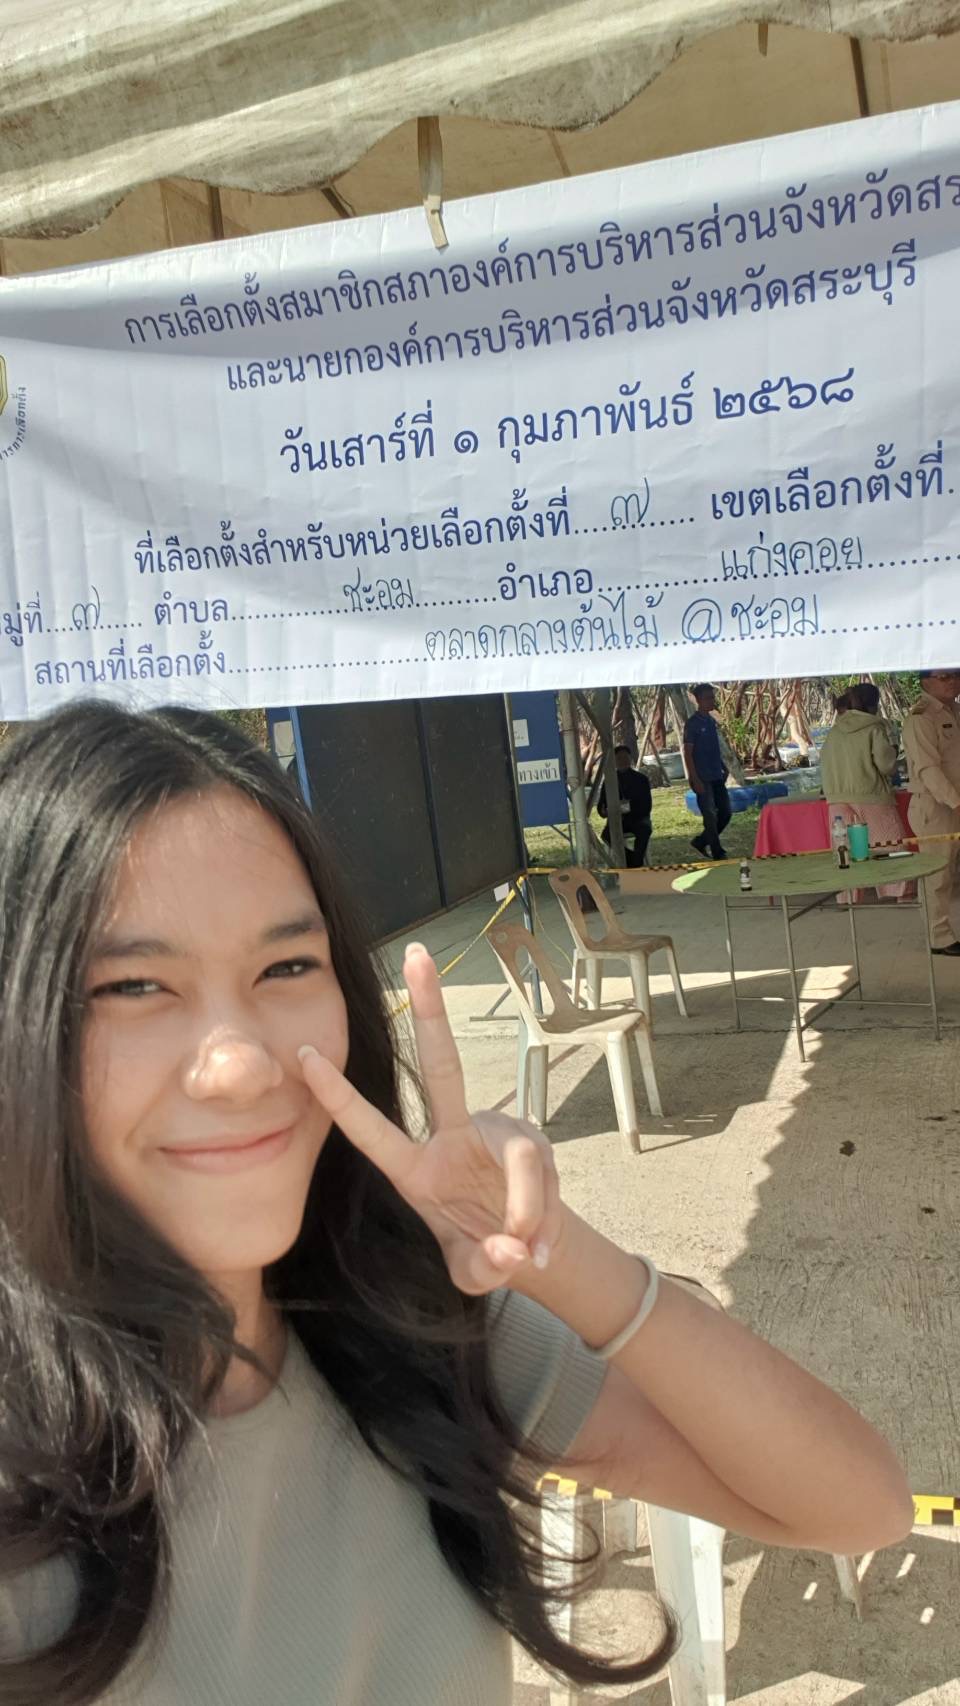 การเลือกตั้งสมาชิกสภาองค์การบริหารส่วนจังหวัดสระ
และนายกองค์การบริหารส่วนจังหวัดสระบุรี
วันเสาร์ที่ ๑ กุมภาพันธ์ ๒๕๖๘
ที่เลือกตั้งสำหรับหน่วยเลือกตั้งที่....๗........ เขตเลือกตั้งที่.
มู่ที่....๗...... ตำบล..............ชะอม..........อำเภอ..............แก่งคอย..........
สถานที่เลือกตั้ง........................ตลาดกลางต้นไม้ @ชะอม................
ทางเข้า